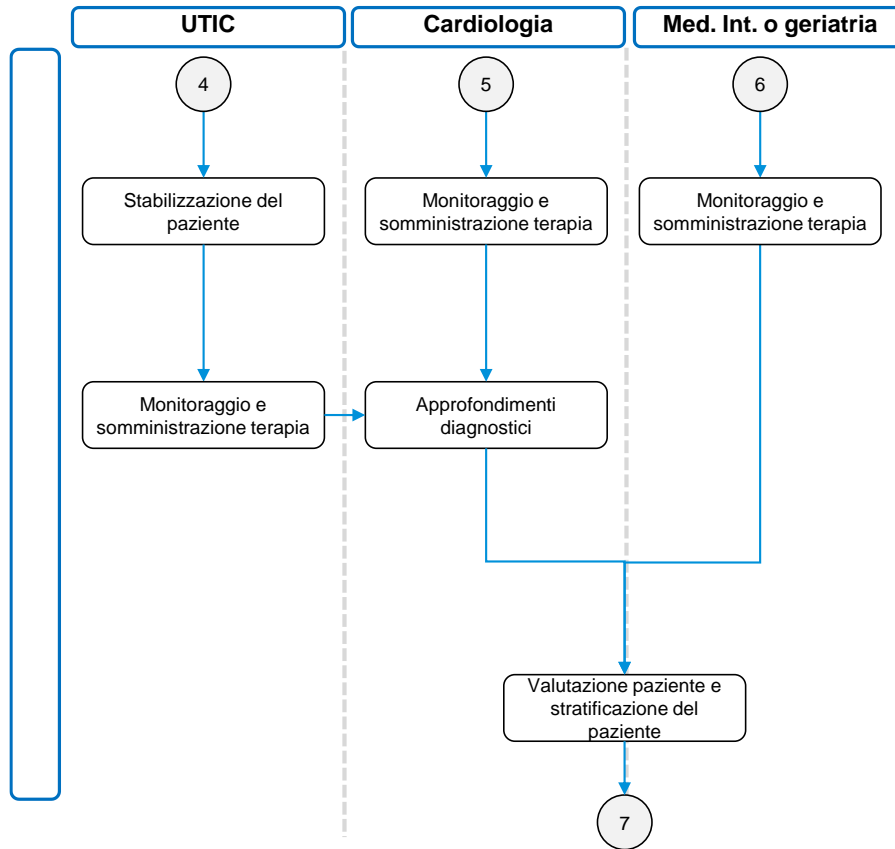 UTIC
Cardiologia
Med. Int. o geriatria
4
5
6
Stabilizzazione del
paziente
Monitoraggio e
somministrazione terapia
Monitoraggio e
somministrazione terapia
Monitoraggio e
somministrazione terapia
Approfondimenti
diagnostici
Valutazione paziente e
stratificazione del
paziente
7